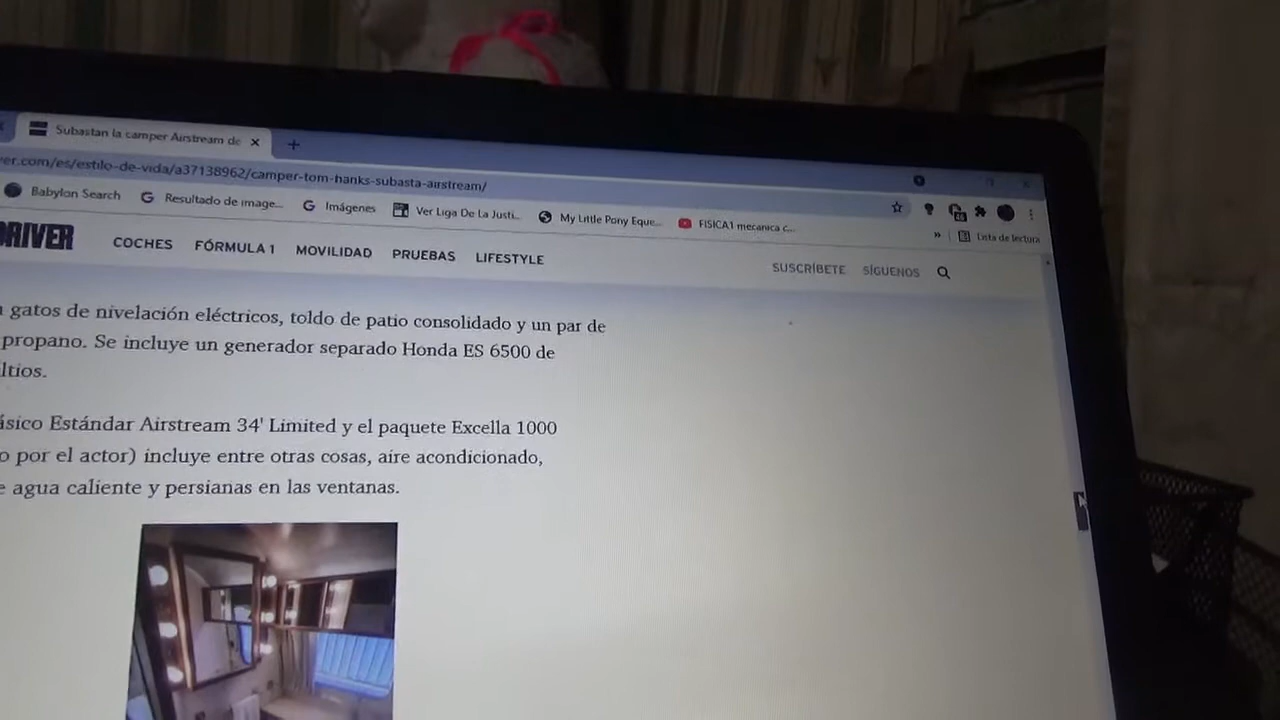 Subastan la camper Airstream de
ver.com/es/estilo-de-vida/a37138962/camper-tom-hanks-subasta-airstream/
Babylon Search
Resultado de image...
Imágenes
Ver Liga De La Justi...
My Little Pony Eque...
FISICA1 mecanica c...
»
Lista de lectura
DRIVER
COCHES
FÓRMULA 1
MOVILIDAD
PRUEBAS
LIFESTYLE
SUSCRÍBETE
SÍGUENOS
gatos de nivelación eléctricos, toldo de patio consolidado y un par de
propano. Se incluye un generador separado Honda ES 6500 de
ltios.
ásico Estándar Airstream 34' Limited y el paquete Excella 1000
o por el actor) incluye entre otras cosas, aire acondicionado,
e agua caliente y persianas en las ventanas.